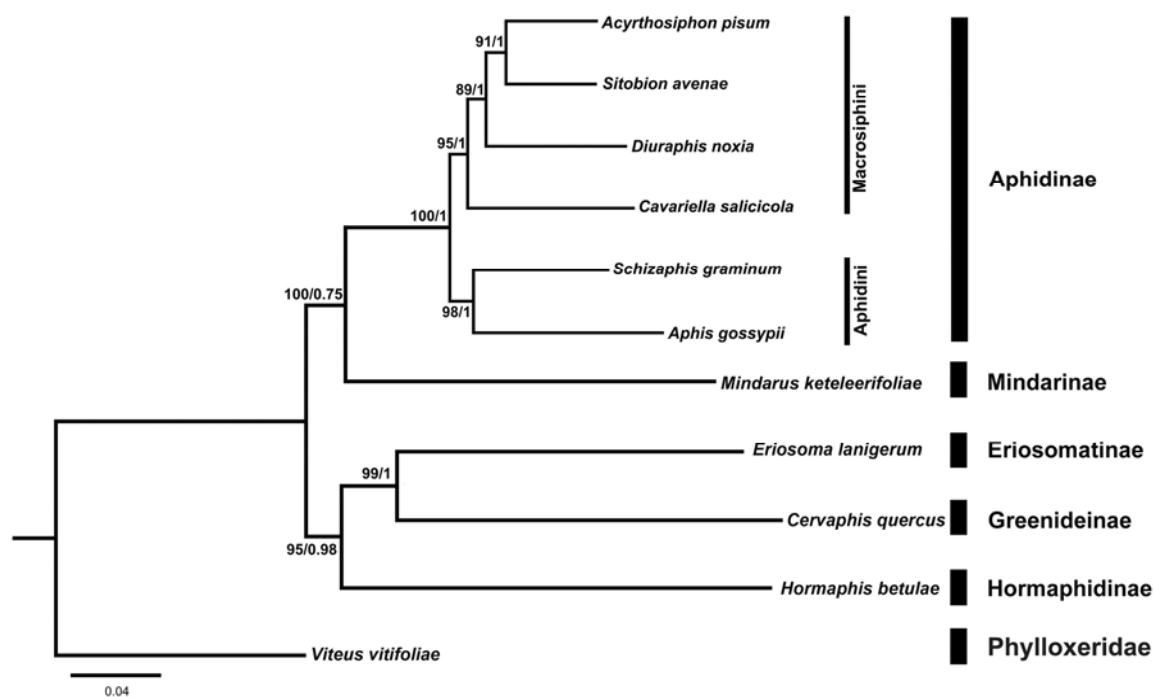 Acyrthosiphon pisum
91/1
Sitobion avenae
89/1
Macrosiphini
Diuraphis noxia
95/1
Aphidinae
Cavariella salicicola
100/1
Schizaphis graminum
100/0.75
98/1
Aphidini
Aphis gossypii
Mindarus keteleerifoliae
Mindarinae
Eriosoma lanigerum
Eriosomatinae
99/1
Cervaphis quercus
Greenideinae
95/0.98
Hormaphis betulae
Hormaphidinae
Viteus vitifoliae
Phylloxeridae
0.04